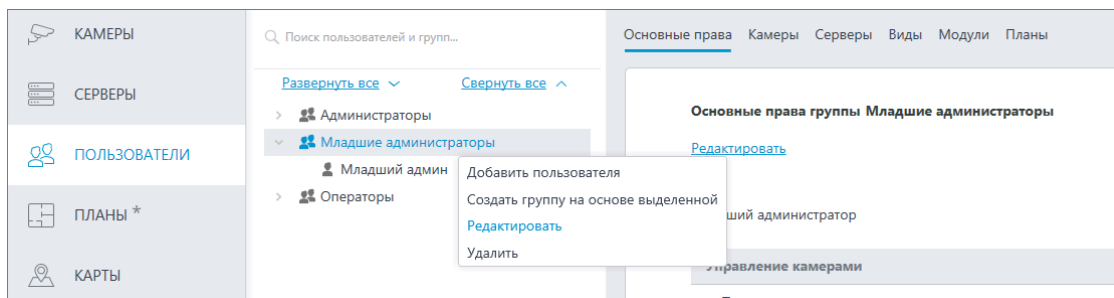 КАМЕРЫ
СЕРВЕРЫ
ПОЛЬЗОВАТЕЛИ
ПЛАНЫ *
КАРТЫ
Поиск пользователей и групп...
Развернуть все Свернуть все
Администраторы
Младшие администраторы
Младший админ
Операторы
Добавить пользователя
Создать группу на основе выделенной
Редактировать
Удалить
Основные права Камеры Серверы Виды Модули Планы
Основные права группы Младшие администраторы
Редактировать
ший администратор
Управление камерами